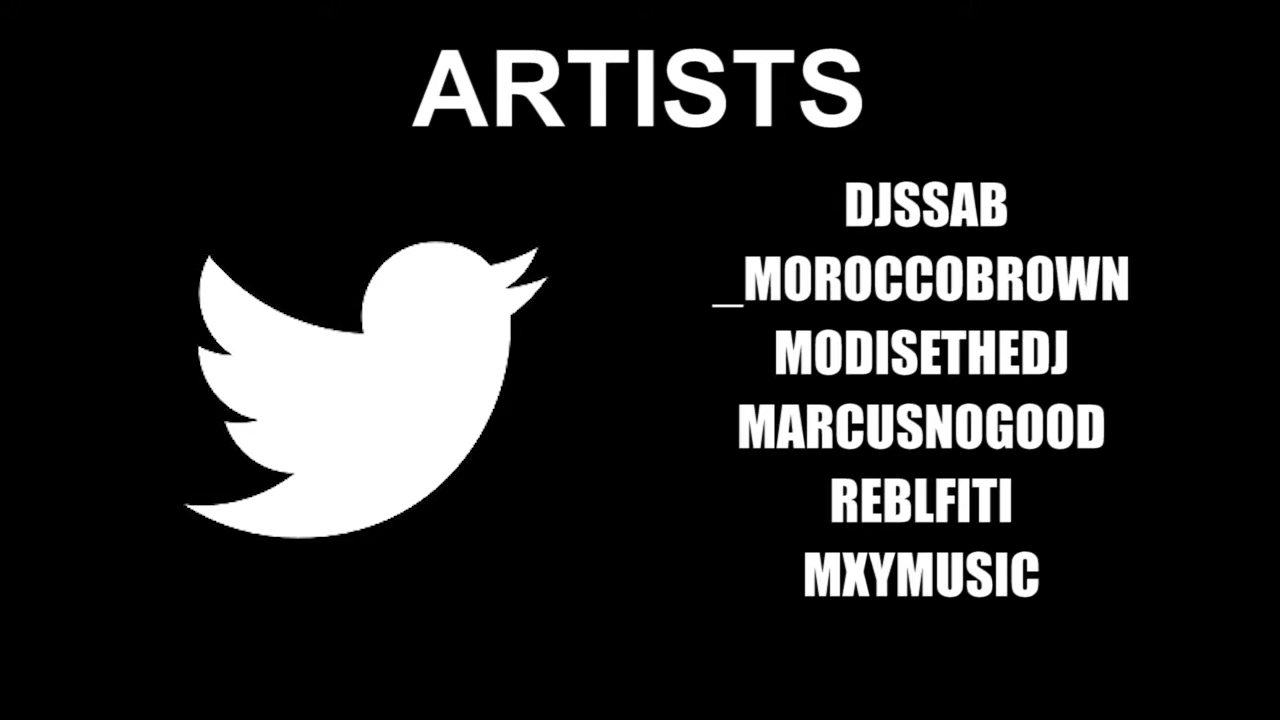 ARTISTS
DJSSAB
_MOROCCOBROWN
MODISETHEDJ
MARCUSNOGOOD
REBLFITI
MXYMUSIC